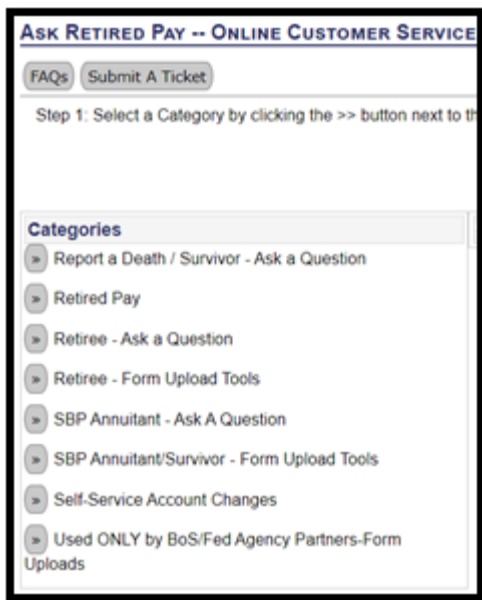 ASK RETIRED PAY -- ONLINE CUSTOMER SERVICE
FAQs Submit A Ticket
Step 1: Select a Category by clicking the >> button next to
Categories
» Report a Death / Survivor - Ask a Question
» Retired Pay
» Retiree - Ask a Question
» Retiree - Form Upload Tools
» SBP Annuitant - Ask A Question
» SBP Annuitant/Survivor - Form Upload Tools
» Self-Service Account Changes
» Used ONLY by BoS/Fed Agency Partners-Form
Uploads